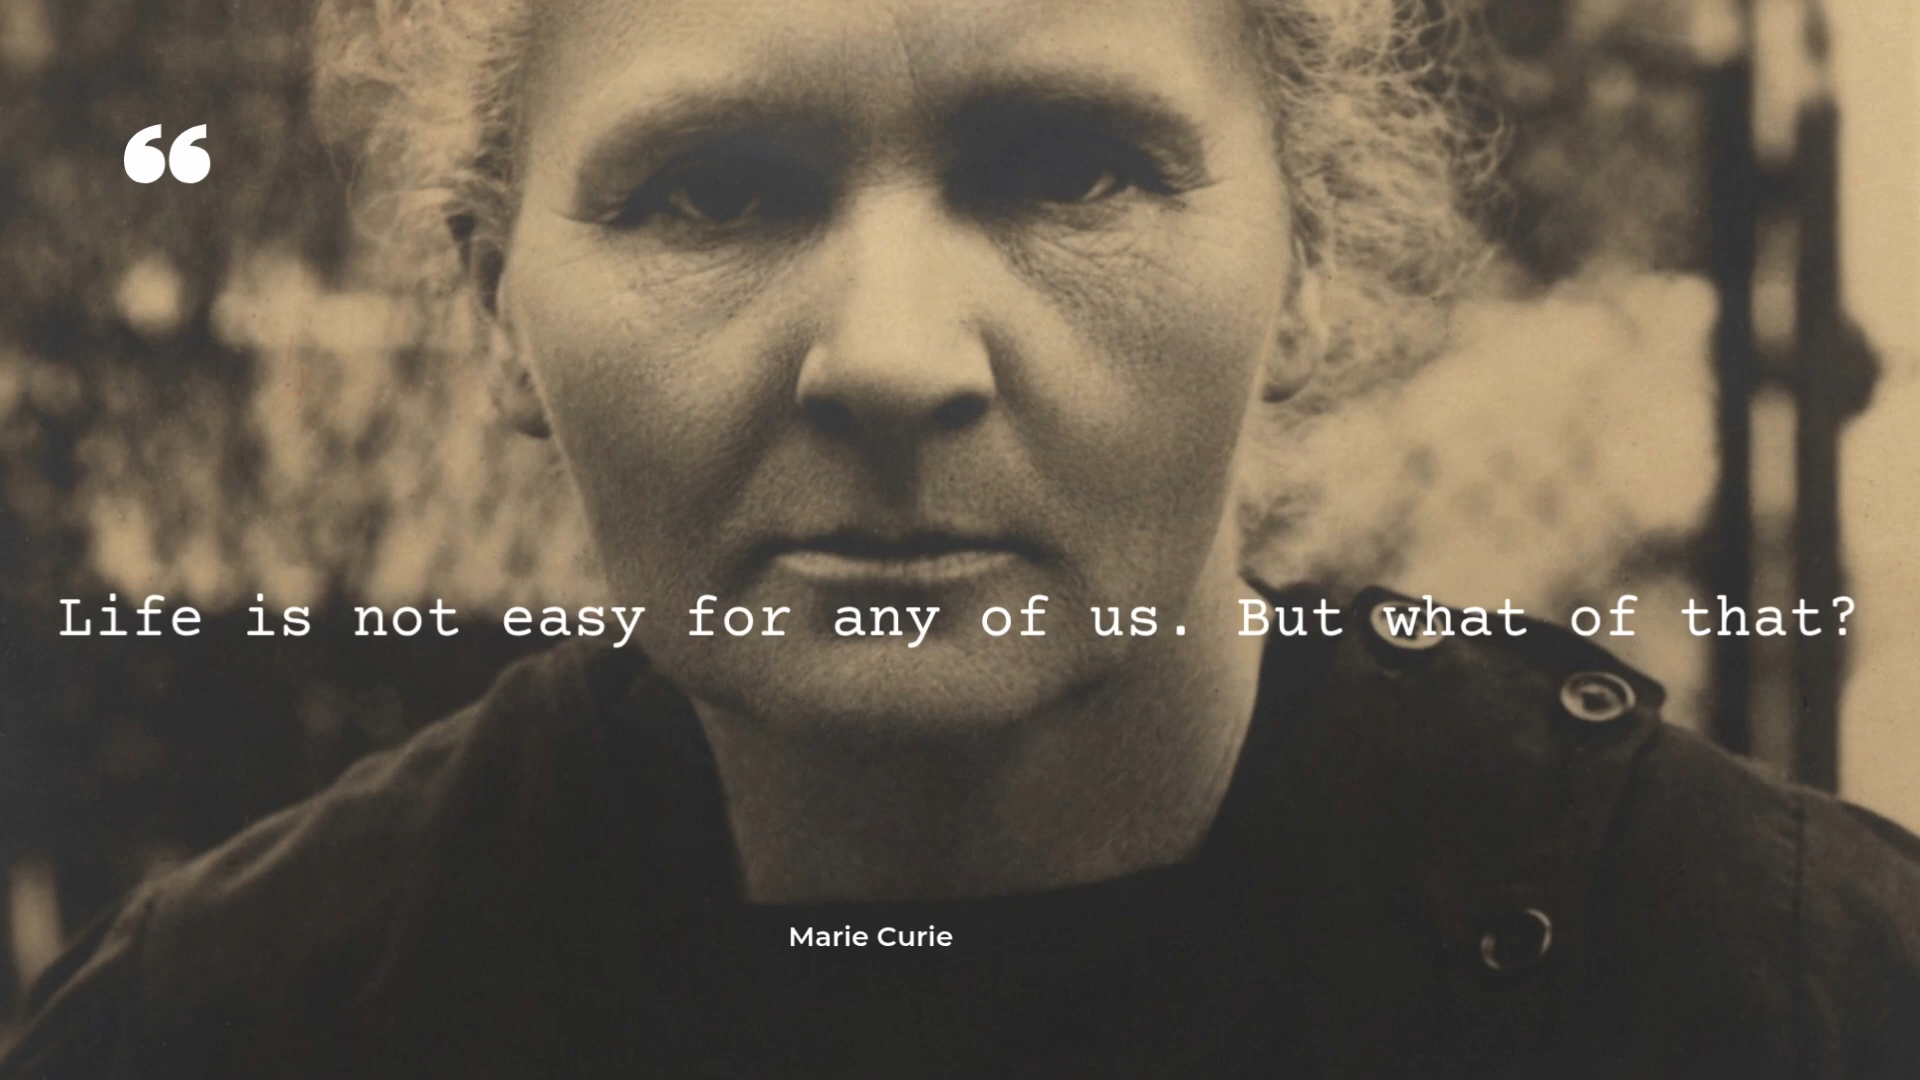 “
Life is not easy for any of us. But what of that?
Marie Curie